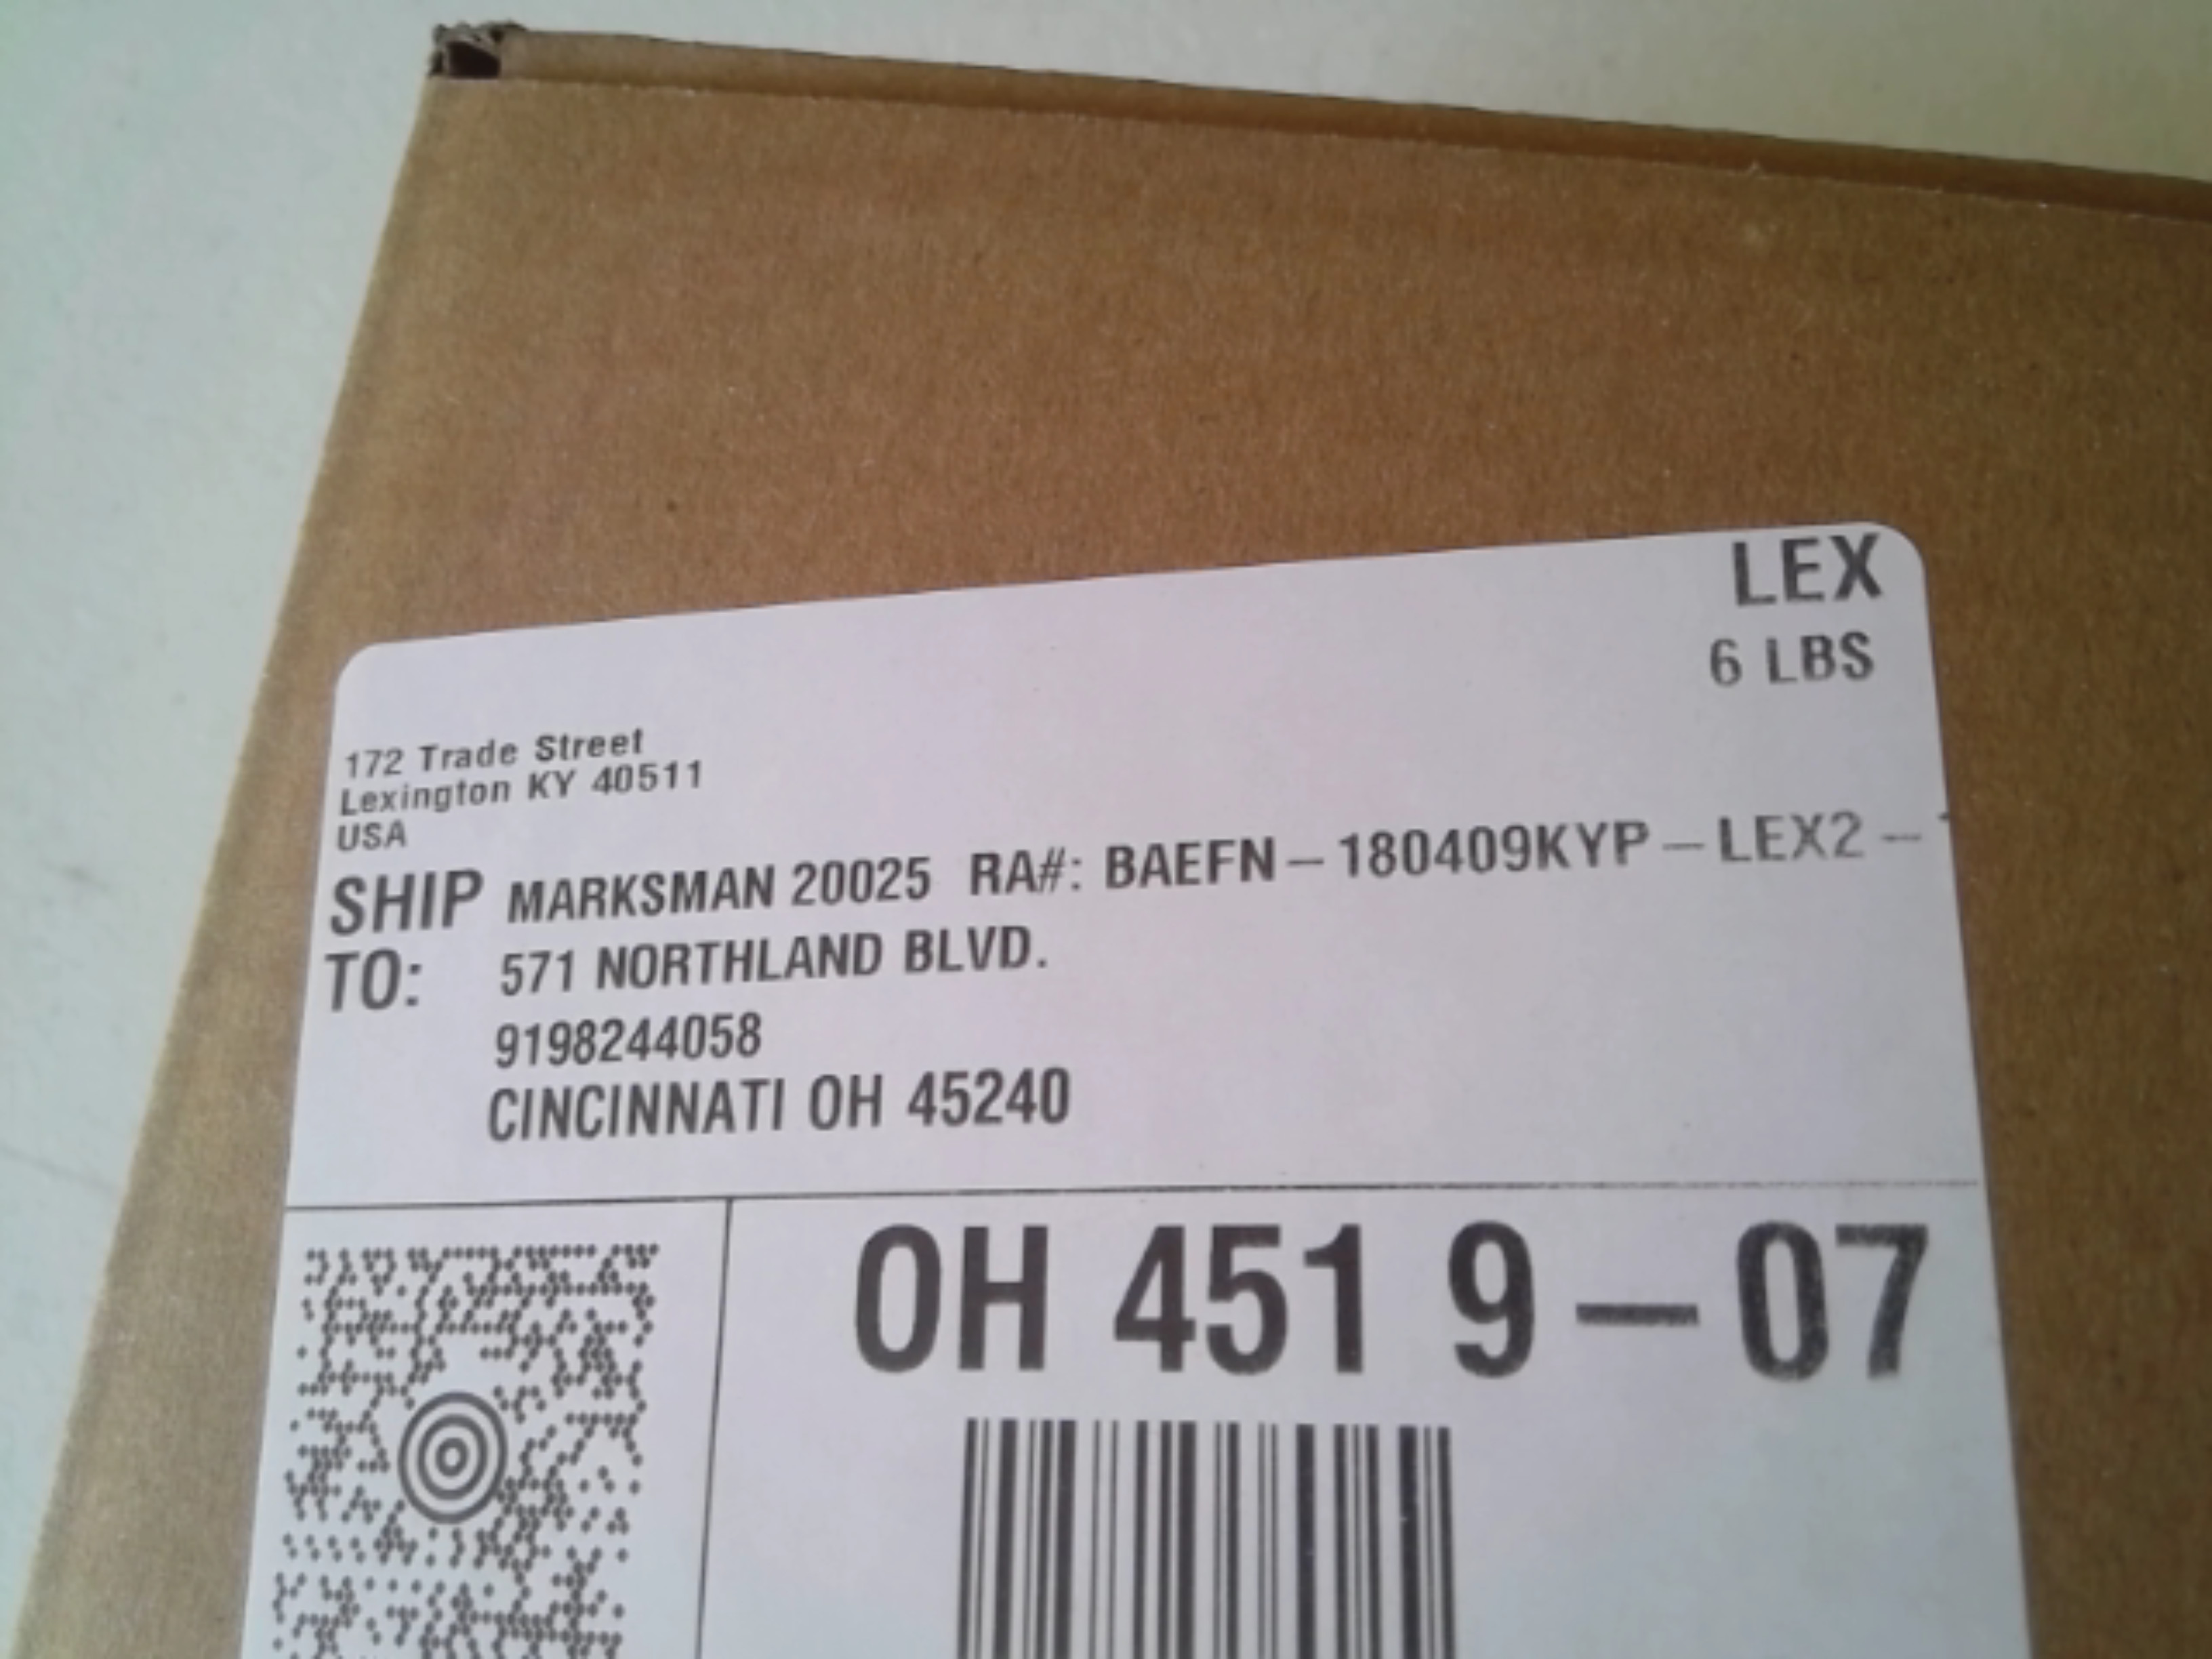 LEX
6 LBS
172 Trade Street
Lexington KY 40511
USA
SHIP TO: MARKSMAN 20025 RA#: BAEFN-180409KYP-LEX2-
571 NORTHLAND BLVD.
9198244058
CINCINNATI OH 45240
OH 451 9-07